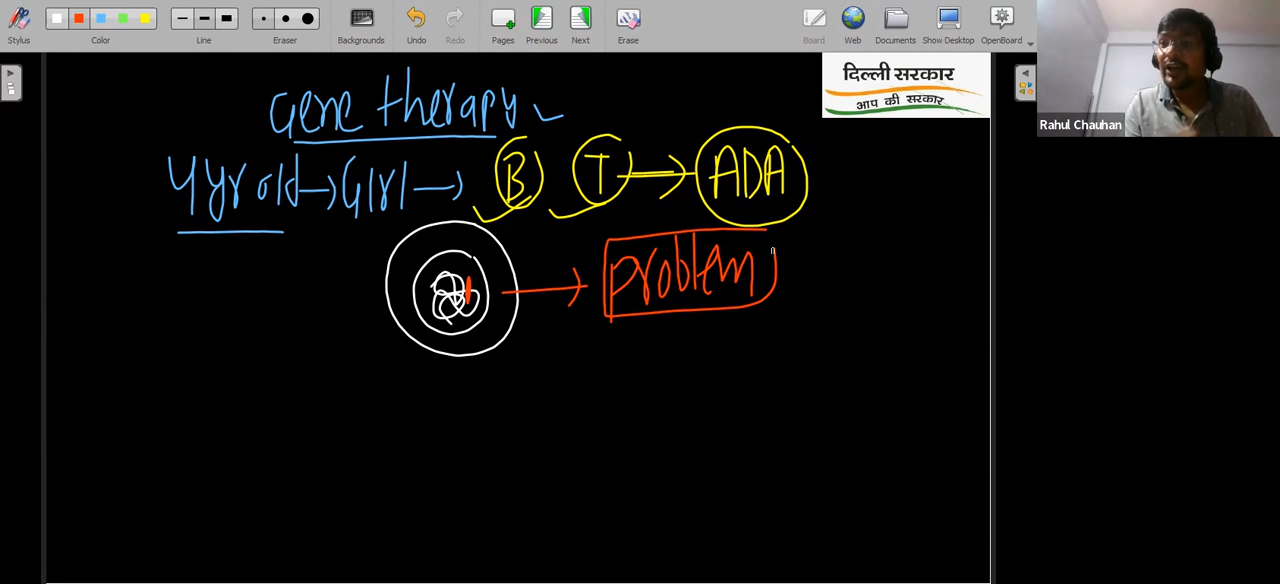 Stylus
Color
Line
Eraser
Backgrounds
Undo
Redo
Pages
Previous
Next
Erase
Board
Web
Documents
Show Desktop
OpenBoard
Gene therapy
दिल्ली सरकार
आप की सरकार
Rahul Chauhan
4yr old → Girl → B T → ADA
→ problem